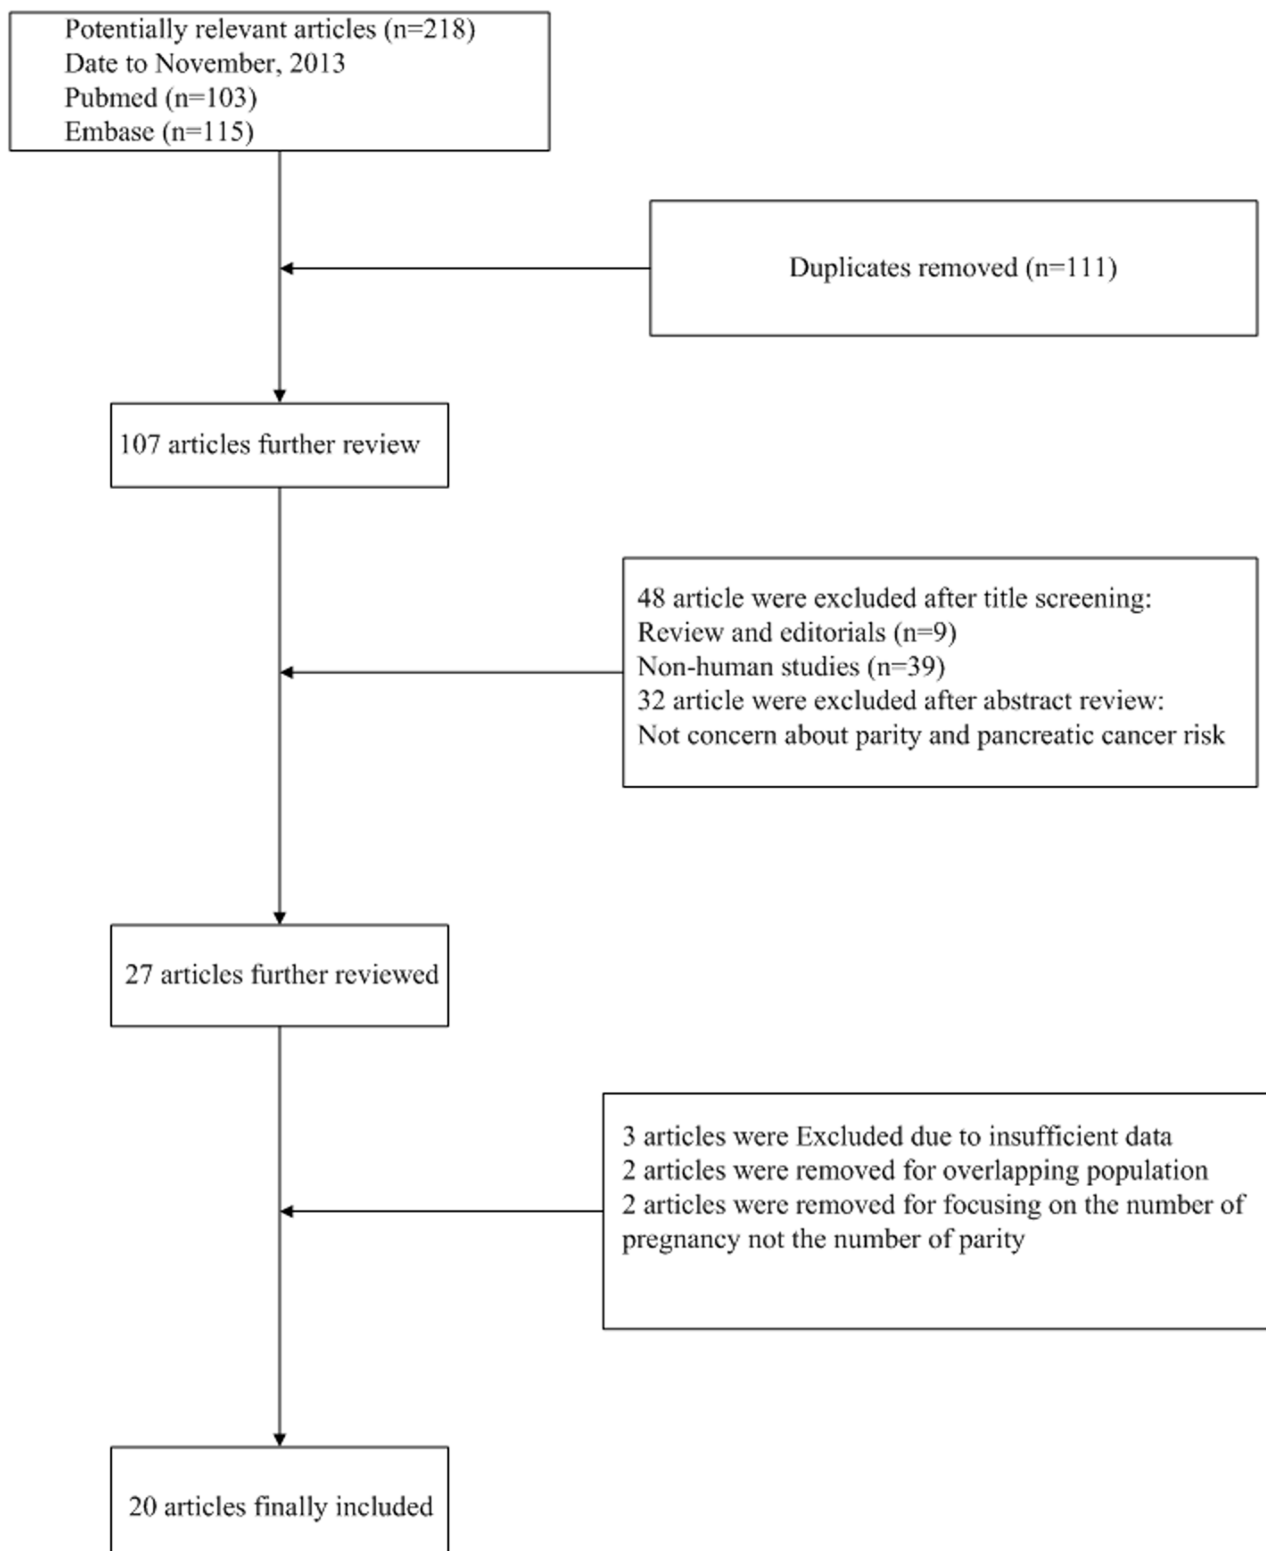 Potentially relevant articles (n=218)
Date to November, 2013
Pubmed (n=103)
Embase (n=115)
Duplicates removed (n=111)
107 articles further review
48 article were excluded after title screening:
Review and editorials (n=9)
Non-human studies (n=39)
32 article were excluded after abstract review:
Not concern about parity and pancreatic cancer risk
27 articles further reviewed
3 articles were Excluded due to insufficient data
2 articles were removed for overlapping population
2 articles were removed for focusing on the number of
pregnancy not the number of parity
20 articles finally included